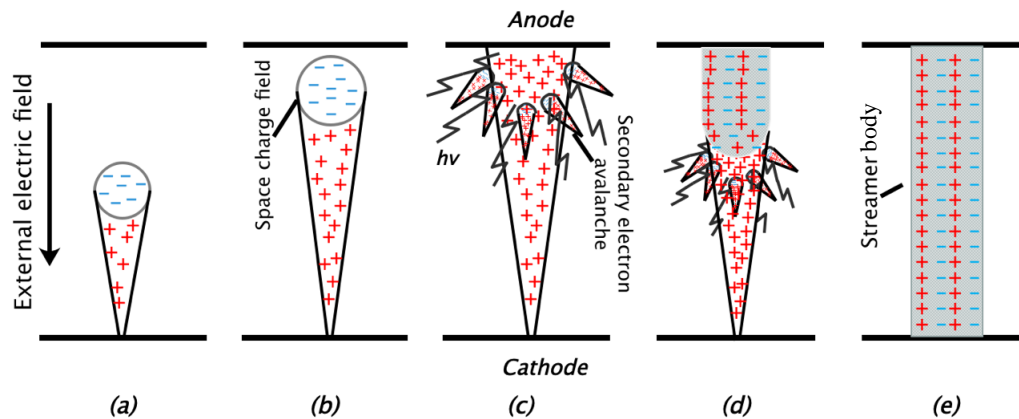 Anode
External electric field
Space charge field
hv
Secondary electron
avalanche
Streamer body
Cathode
(a)
(b)
(c)
(d)
(e)